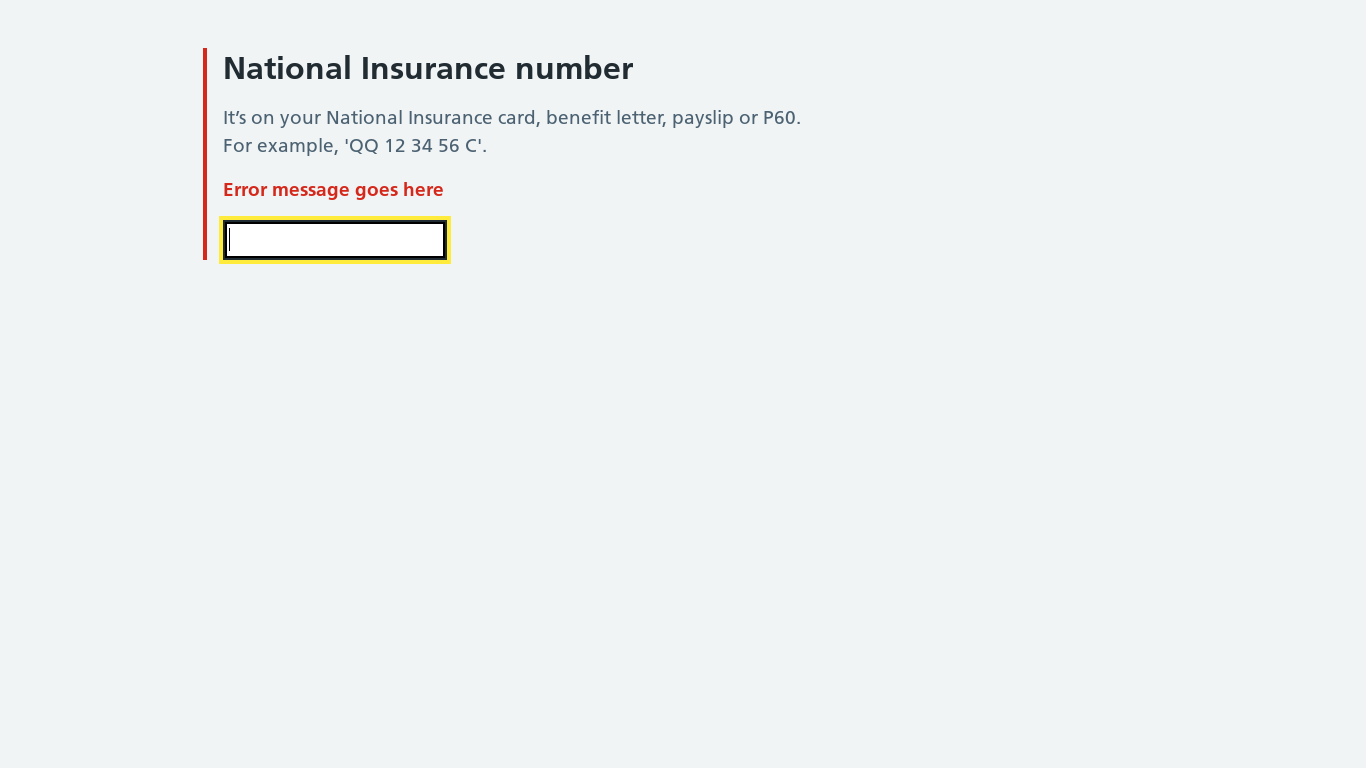 National Insurance number
It’s on your National Insurance card, benefit letter, payslip or P60.
For example, 'QQ 12 34 56 C'.
Error message goes here